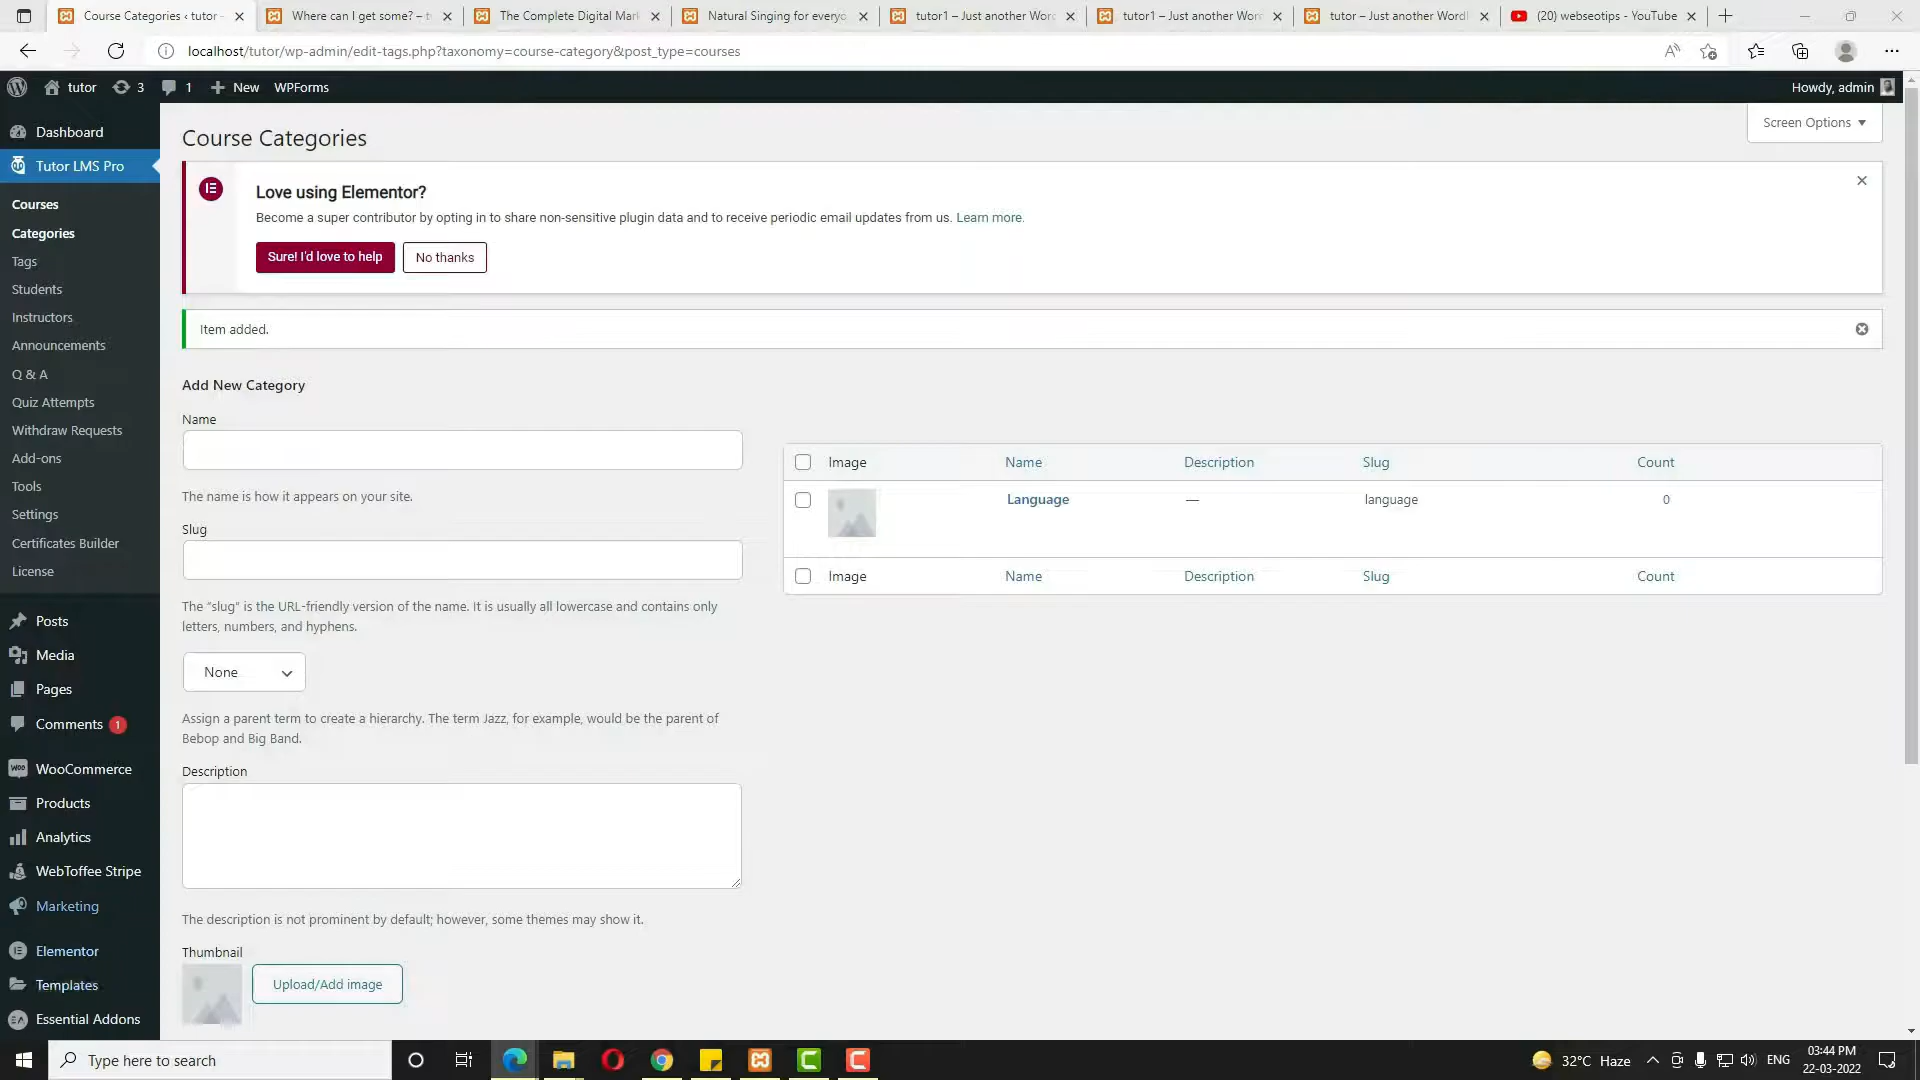 Course Categories ‹ tutor –
Where can I get some? – t
The Complete Digital Mar
Natural Singing for everyo
tutor1 – Just another Wor
tutor1 – Just another Wor
tutor – Just another Word
(20) webseotips - YouTube
localhost/tutor/wp-admin/edit-tags.php?taxonomy=course-category&post_type=courses
tutor
3
1
New
WPForms
Howdy, admin
Dashboard
Tutor LMS Pro
Courses
Categories
Tags
Students
Instructors
Announcements
Q & A
Quiz Attempts
Withdraw Requests
Add-ons
Tools
Settings
Certificates Builder
License
Posts
Media
Pages
Comments 1
WooCommerce
Products
Analytics
WebToffee Stripe
Marketing
Elementor
Templates
Essential Addons
Course Categories
Screen Options
Love using Elementor?
Become a super contributor by opting in to share non-sensitive plugin data and to receive periodic email updates from us. Learn more.
Sure! I'd love to help
No thanks
Item added.
Add New Category
Name
The name is how it appears on your site.
Slug
The “slug” is the URL-friendly version of the name. It is usually all lowercase and contains only
letters, numbers, and hyphens.
None
Assign a parent term to create a hierarchy. The term Jazz, for example, would be the parent of
Bebop and Big Band.
Description
The description is not prominent by default; however, some themes may show it.
Thumbnail
Upload/Add image
Image Name Description Slug Count
Language — language 0
Image Name Description Slug Count
Type here to search
32°C Haze
ENG
03:44 PM
22-03-2022